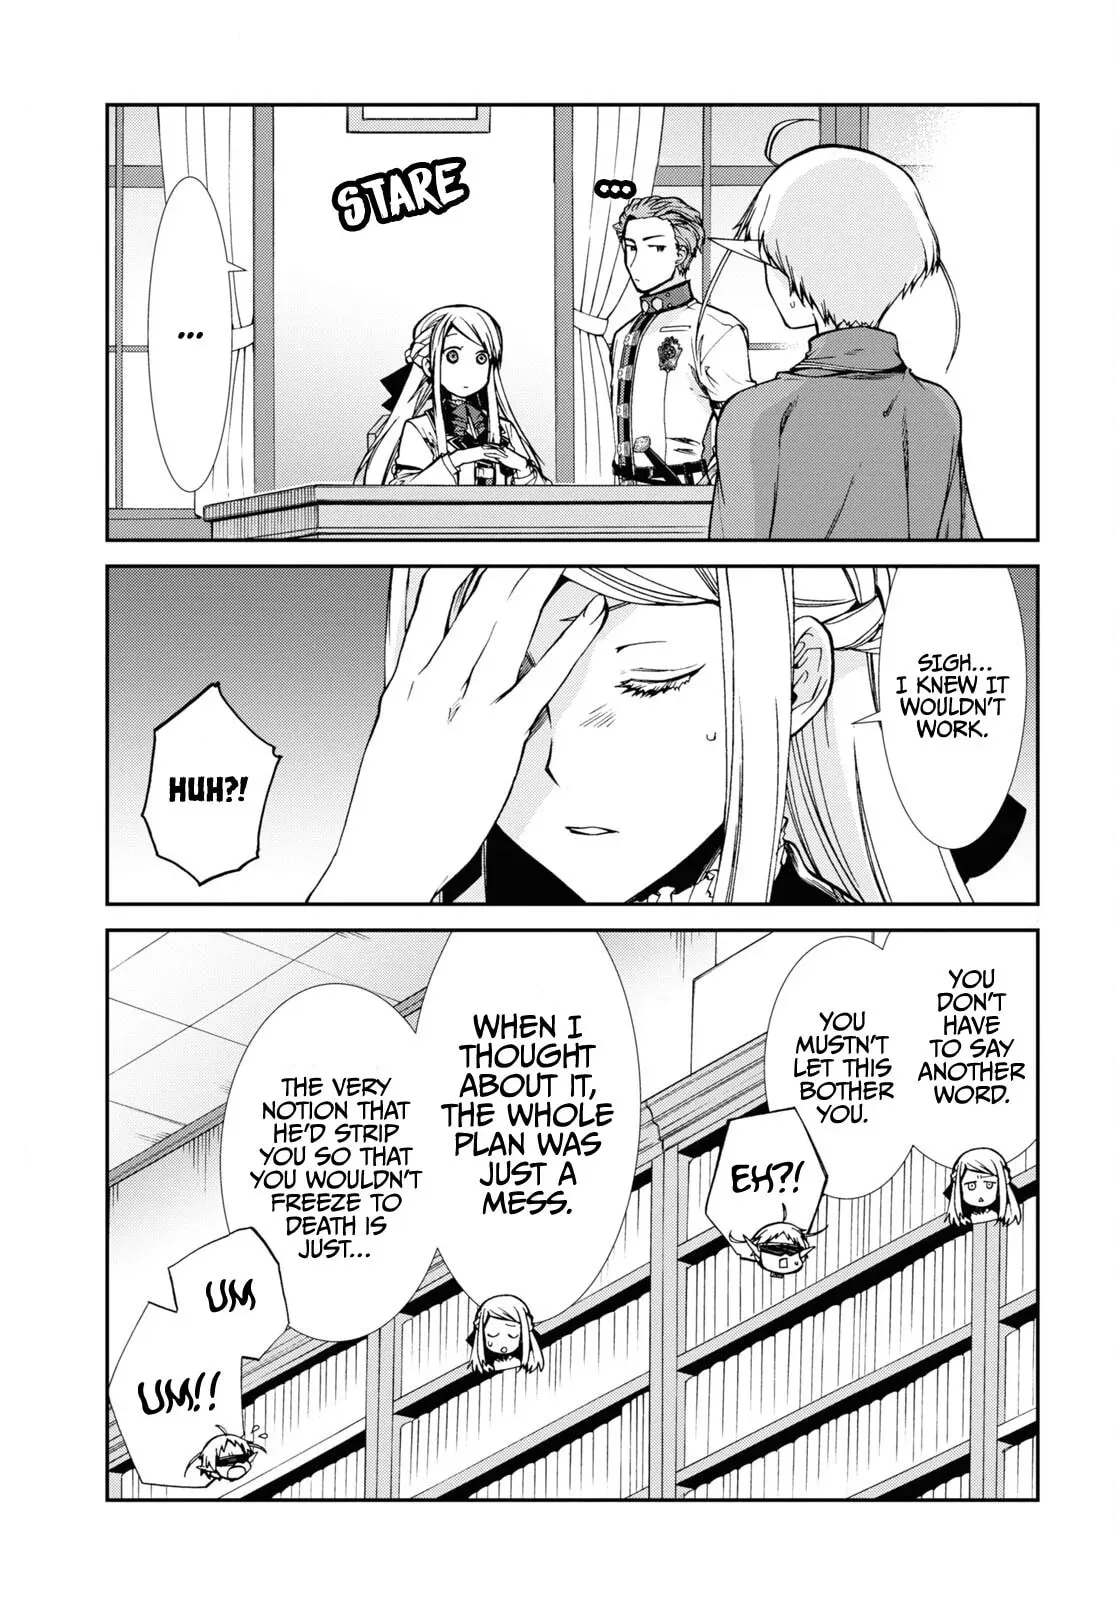 ...
STARE
...
SIGH...
I KNEW IT
WOULDN'T
WORK.
HUH?!
YOU
DON'T
HAVE
TO SAY
ANOTHER
WORD.
YOU
MUSTN'T
LET THIS
BOTHER
YOU.
EH?!
WHEN I
THOUGHT
ABOUT IT,
THE WHOLE
PLAN WAS
JUST A
MESS.
THE VERY
NOTION THAT
HE'D STRIP
YOU SO THAT
YOU WOULDN'T
FREEZE TO
DEATH IS
JUST...
UM
UM!!